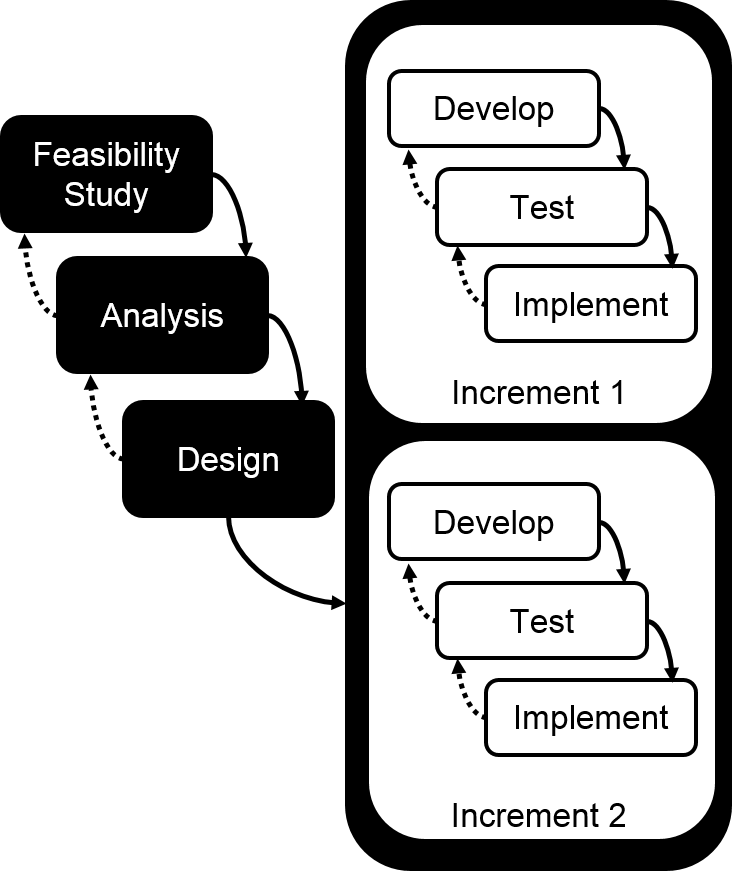 Feasibility
Study
Analysis
Design
Develop
Test
Implement
Increment 1
Develop
Test
Implement
Increment 2